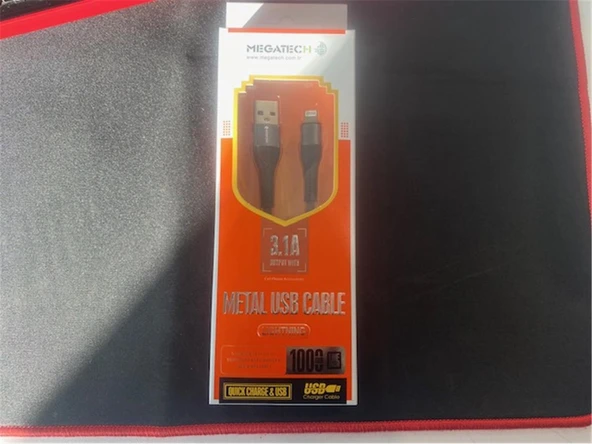 MEGATECH
www.megatech.com.tr
3.1A
OUTPUT WITH
METAL USB CABLE
LIGHTNING
1000
QUICK CHARGE & USB
USB
Charger Cable